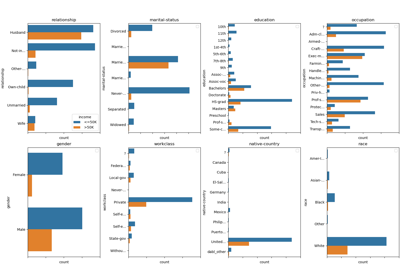 relationship
marital-status
education
occupation
relationship
Husband
Not-in...
Other-...
Own-child
Unmarried
Wife
income
<=50K
>50K
count
marital-status
Divorced
Marrie...
Marrie...
Marrie...
Never-...
Separated
Widowed
count
education
10th
11th
12th
1st-4th
5th-6th
7th-8th
9th
Assoc-...
Assoc-voc
Bachelors
Doctorate
HS-grad
Masters
Preschool
Prof-s...
Some-c...
count
occupation
?
Adm-cl...
Armed-...
Craft-...
Exec-m...
Farmin...
Handle...
Machin...
Other-...
Priv-h...
Prof-s...
Protec...
Sales
Tech-s...
Transp...
count
gender
workclass
native-country
race
gender
Female
Male
count
workclass
?
Federa...
Local-gov
Never-...
Private
Self-e...
Self-e...
State-gov
Withou...
count
native-country
?
Canada
Cuba
El-Sal...
Germany
India
Mexico
Philip...
Puerto-...
United-...
dabl_other
count
race
Amer-I...
Asian-...
Black
Other
White
count